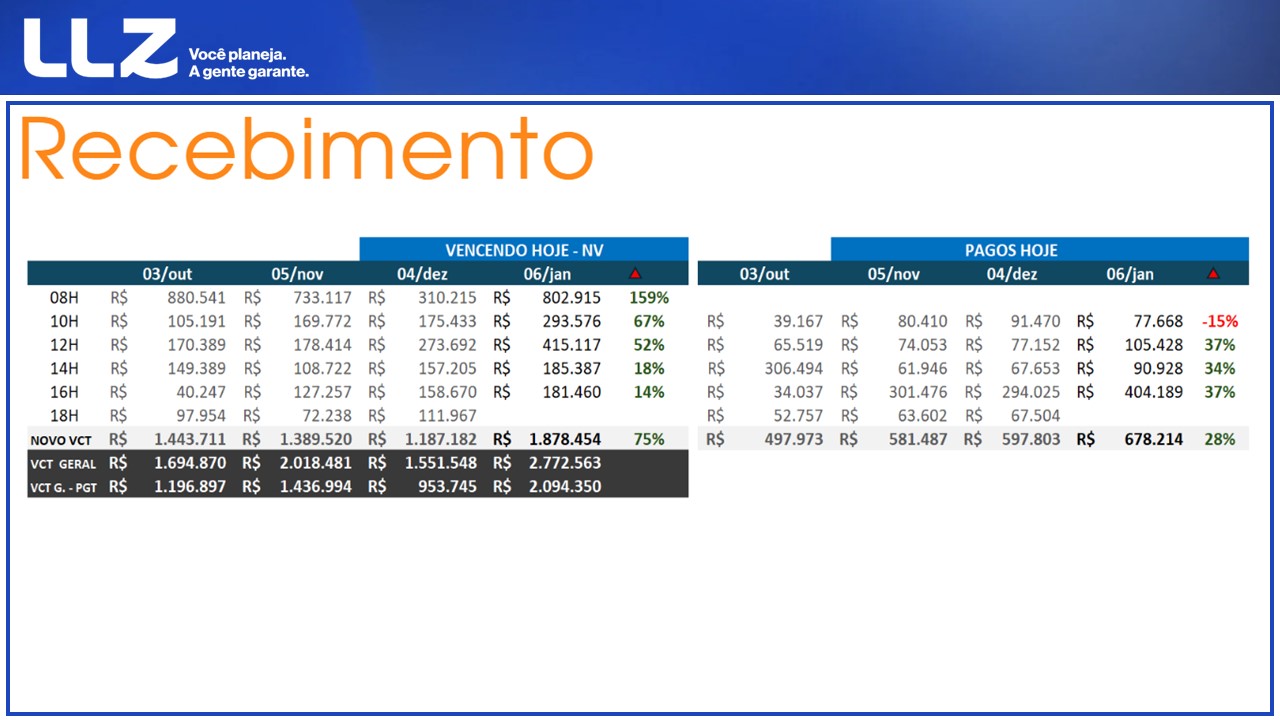 LLZ
Você planeja.
A gente garante.
Recebimento
VENCENDO HOJE - NV PAGOS HOJE
03/out 05/nov 04/dez 06/jan 03/out 05/nov 04/dez 06/jan
08H R$ 880.541 R$ 733.117 R$ 310.215 R$ 802.915 159%
10H R$ 105.191 R$ 169.772 R$ 175.433 R$ 293.576 67% R$ 39.167 R$ 80.410 R$ 91.470 R$ 77.668 -15%
12H R$ 170.389 R$ 178.414 R$ 273.692 R$ 415.117 52% R$ 65.519 R$ 74.053 R$ 77.152 R$ 105.428 37%
14H R$ 149.389 R$ 108.722 R$ 157.205 R$ 185.387 18% R$ 306.494 R$ 61.946 R$ 67.653 R$ 90.928 34%
16H R$ 40.247 R$ 127.257 R$ 158.670 R$ 181.460 14% R$ 34.037 R$ 301.476 R$ 294.025 R$ 404.189 37%
18H R$ 97.954 R$ 72.238 R$ 111.967 R$ 52.757 R$ 63.602 R$ 67.504
NOVO VCT R$ 1.443.711 R$ 1.389.520 R$ 1.187.182 R$ 1.878.454 75% R$ 497.973 R$ 581.487 R$ 597.803 R$ 678.214 28%
VCT GERAL R$ 1.694.870 R$ 2.018.481 R$ 1.551.548 R$ 2.772.563
VCT G. - PGT R$ 1.196.897 R$ 1.436.994 R$ 953.745 R$ 2.094.350